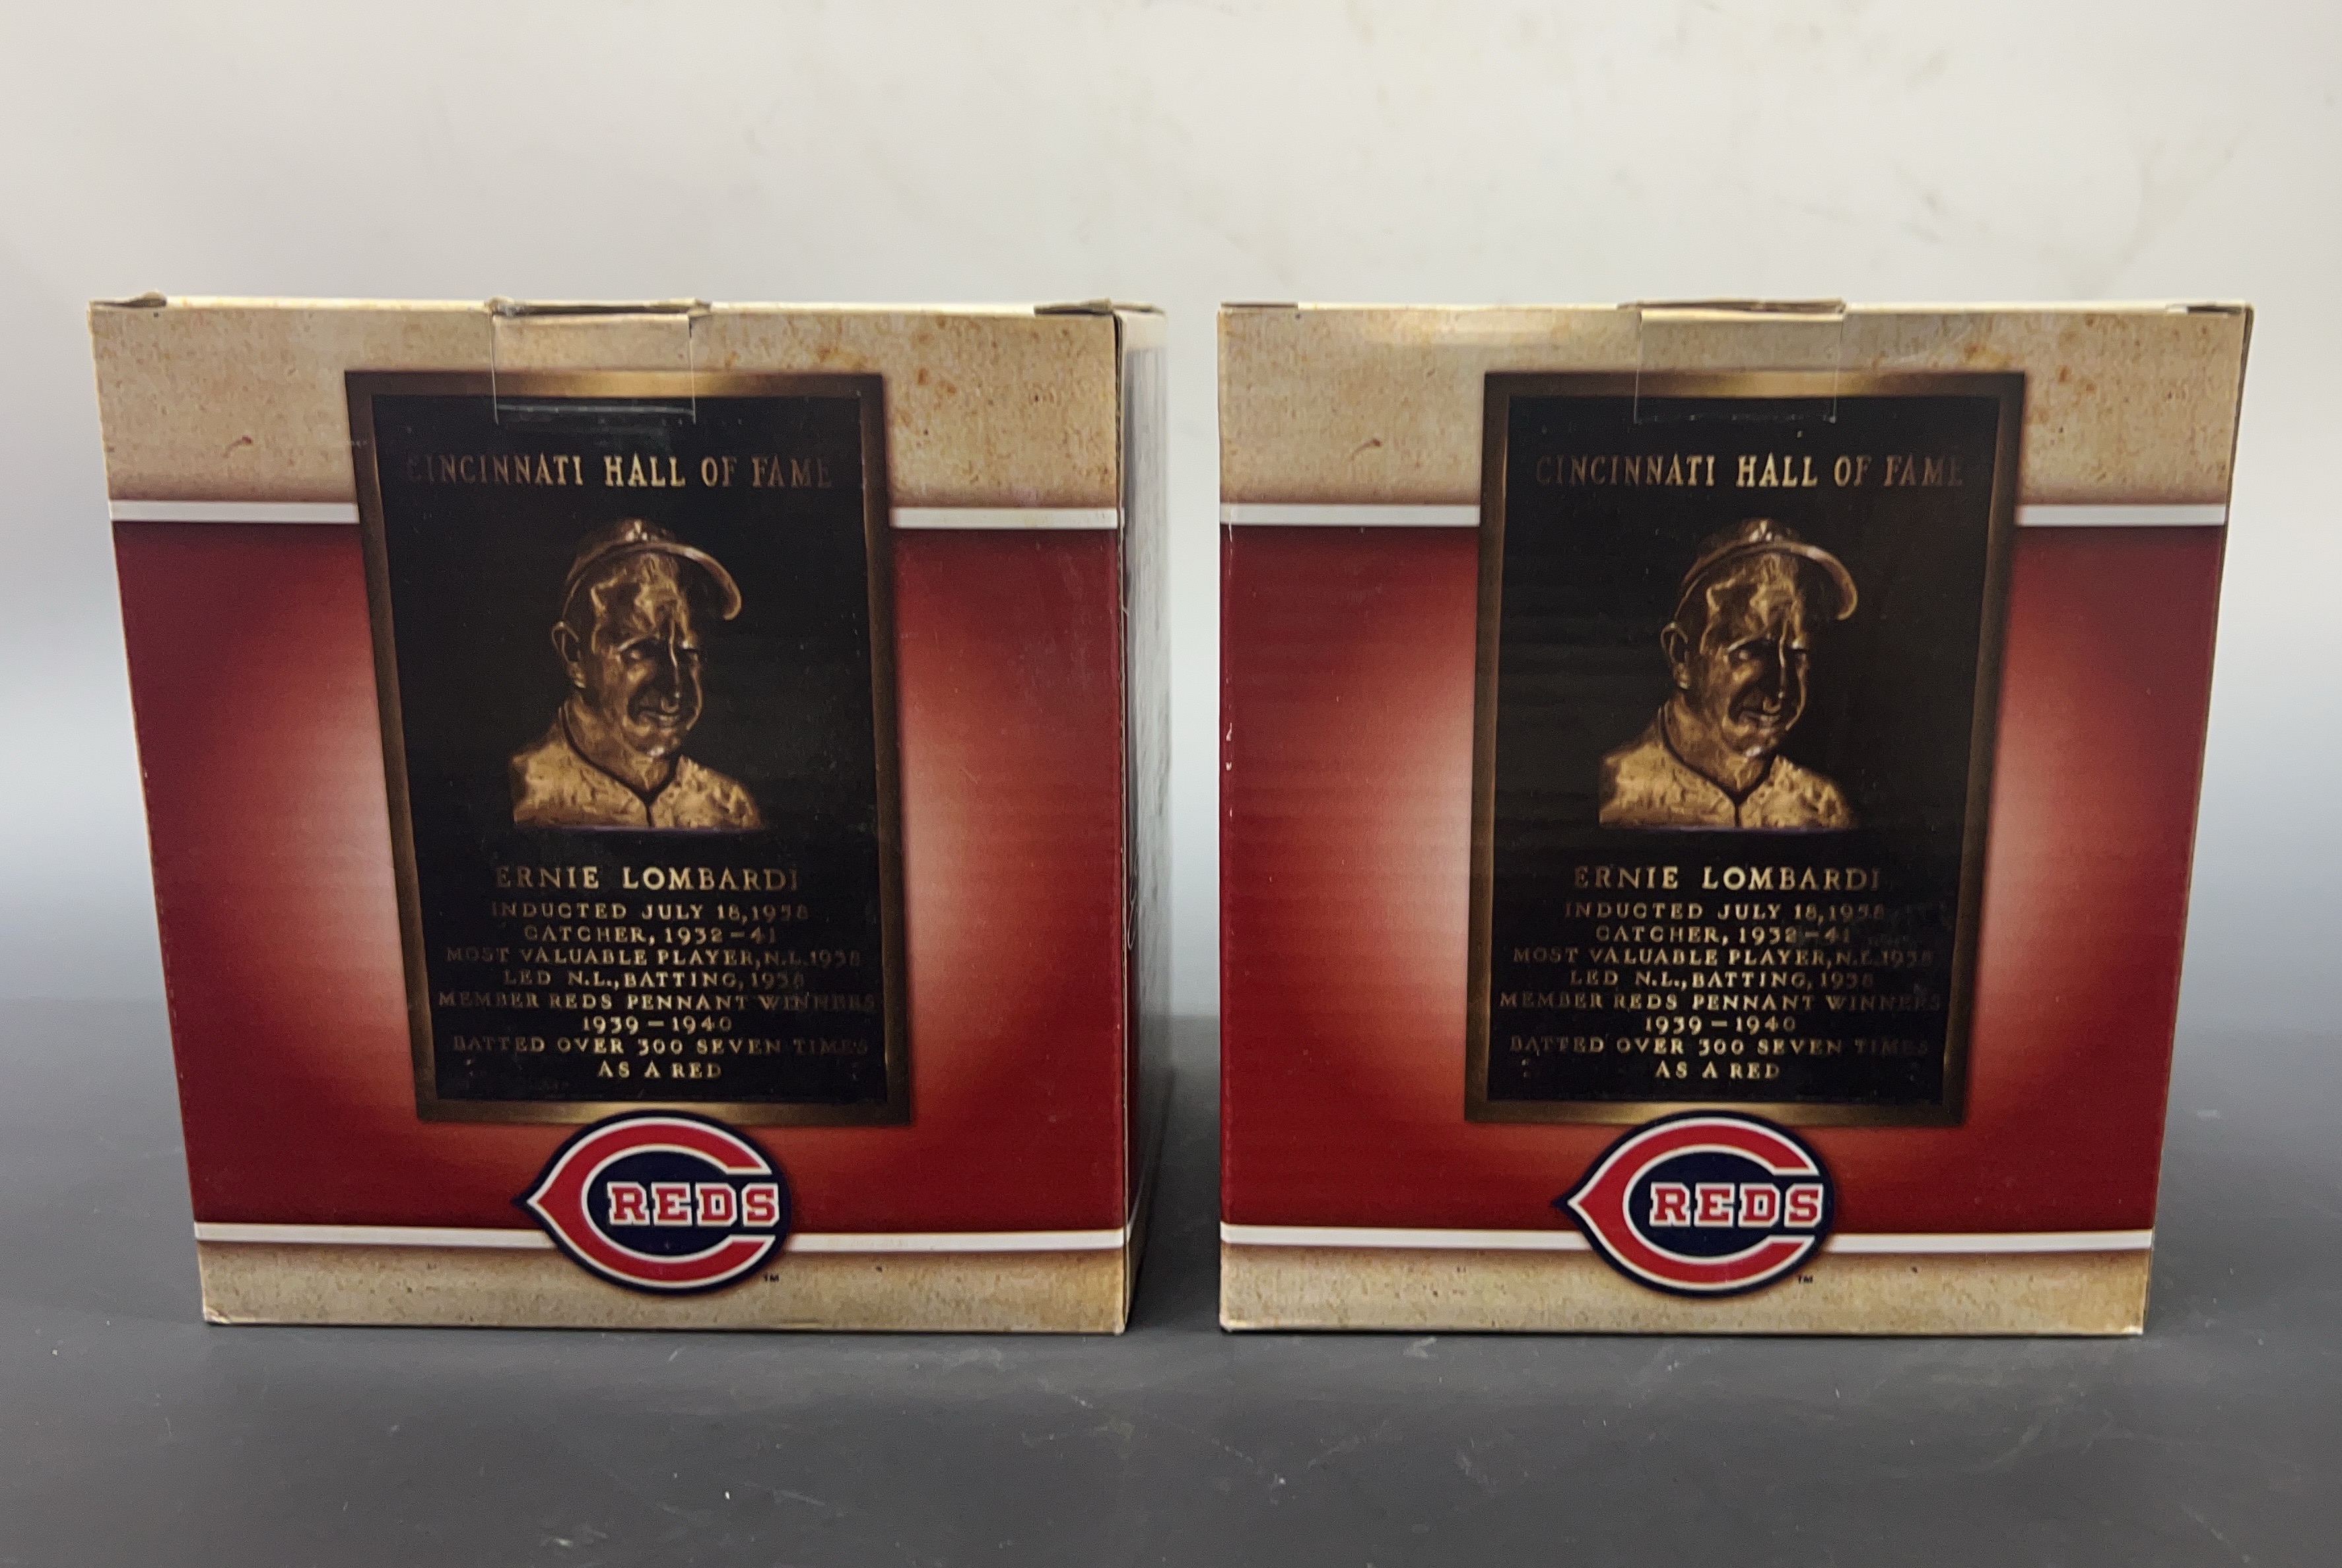 CINCINNATI HALL OF FAME
ERNIE LOMBARDI
INDUCTED JULY 18, 1958
CATCHER, 1932-41
MOST VALUABLE PLAYER, N.L. 1938
LED N.L., BATTING, 1938
MEMBER REDS PENNANT WINNERS
1939-1940
BATTED OVER 300 SEVEN TIMES
AS A RED
REDS
TM
CINCINNATI HALL OF FAME
ERNIE LOMBARDI
INDUCTED JULY 18, 1958
CATCHER, 1932-41
MOST VALUABLE PLAYER, N.L. 1938
LED N.L., BATTING, 1938
MEMBER REDS PENNANT WINNERS
1939-1940
BATTED OVER 300 SEVEN TIMES
AS A RED
REDS
TM